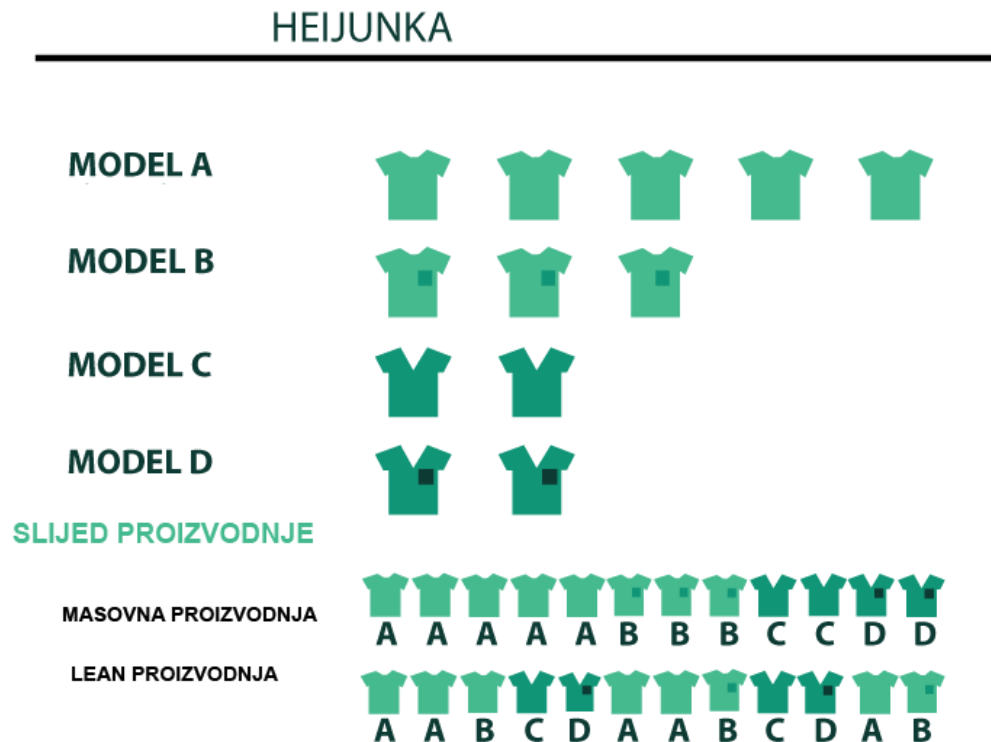 HEIJUNKA
MODEL A
MODEL B
MODEL C
MODEL D
SLIJED PROIZVODNJE
MASOVNA PROIZVODNJA
A A A A A B B B C C D D
LEAN PROIZVODNJA
A A B C D A A B C D A B